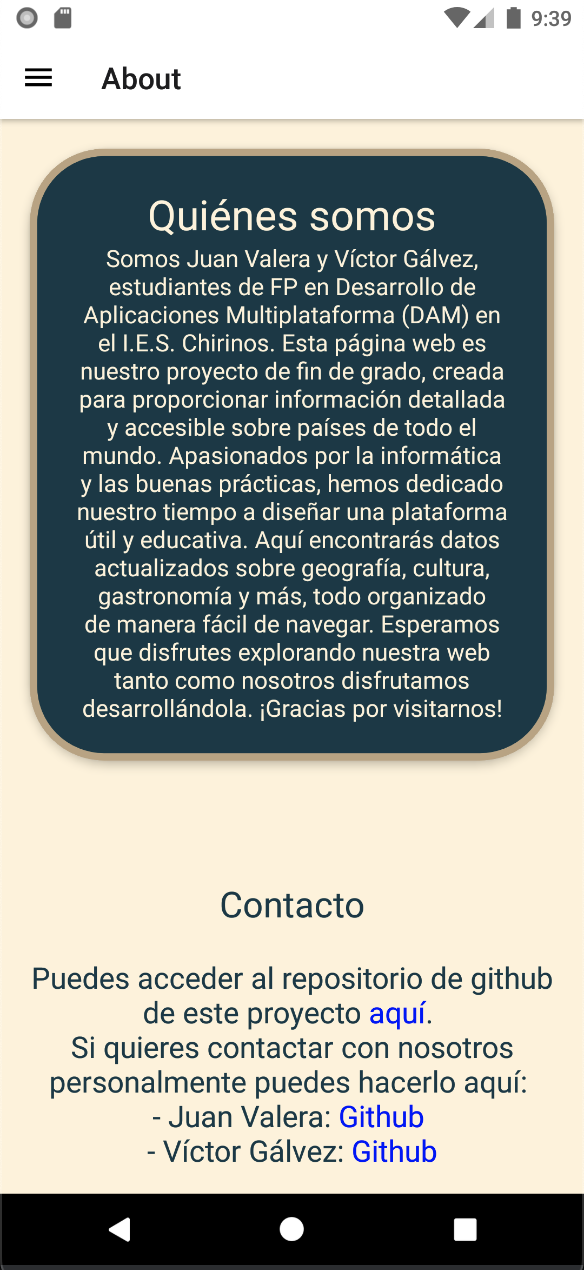 9:39
About
Quiénes somos
Somos Juan Valera y Víctor Gálvez,
estudiantes de FP en Desarrollo de
Aplicaciones Multiplataforma (DAM) en
el I.E.S. Chirinos. Esta página web es
nuestro proyecto de fin de grado, creada
para proporcionar información detallada
y accesible sobre países de todo el
mundo. Apasionados por la informática
y las buenas prácticas, hemos dedicado
nuestro tiempo a diseñar una plataforma
útil y educativa. Aquí encontrarás datos
actualizados sobre geografía, cultura,
gastronomía y más, todo organizado
de manera fácil de navegar. Esperamos
que disfrutes explorando nuestra web
tanto como nosotros disfrutamos
desarrollándola. ¡Gracias por visitarnos!
Contacto
Puedes acceder al repositorio de github
de este proyecto aquí.
Si quieres contactar con nosotros
personalmente puedes hacerlo aquí:
- Juan Valera: Github
- Víctor Gálvez: Github